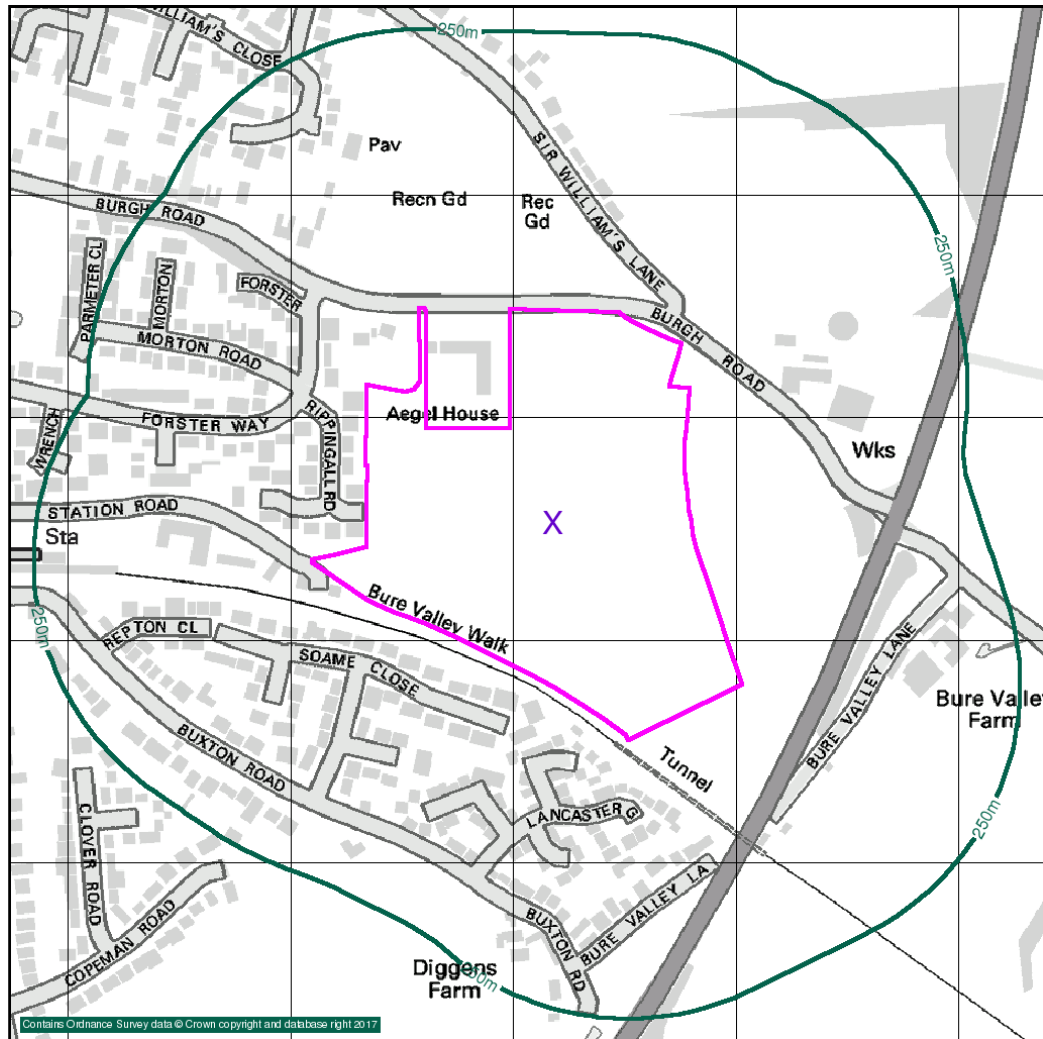 ILLIAM'S CLOSE
250m
Pav
SIR WILLIAM'S LANE
Recn Gd
Rec
Gd
BURGH ROAD
250m
PARMETER CL
MORTON
FORSTER
MORTON ROAD
BURGH ROAD
Aegel House
FORSTER WAY
RIPPINGALL RD
WRENCH
Wks
STATION ROAD
X
Sta
Bure Valley Walk
250m
REPTON CL
SOAME CLOSE
BURE VALLEY LANE
Bure Valley
Farm
BUXTON ROAD
Tunnel
CLOVER ROAD
LANCASTER G
250m
BURE VALLEY LA
BUXTON RD
COPEMAN ROAD
Diggens
Farm
250m
Contains Ordnance Survey data © Crown copyright and database right 2017